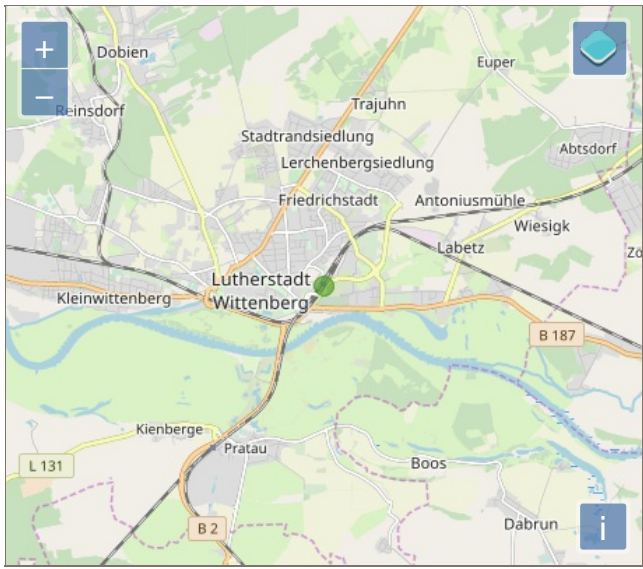 +
Dobien
Euper
−
Reinsdorf
Trajuhn
Stadtrandsiedlung
Abtsdorf
Lerchenbergsiedlung
Friedrichstadt
Antoniusmühle
Wiesigk
Labetz
Zö
Lutherstadt
Wittenberg
Kleinwittenberg
B 187
Kienberge
Pratau
L 131
Boos
B 2
Dabrun
i